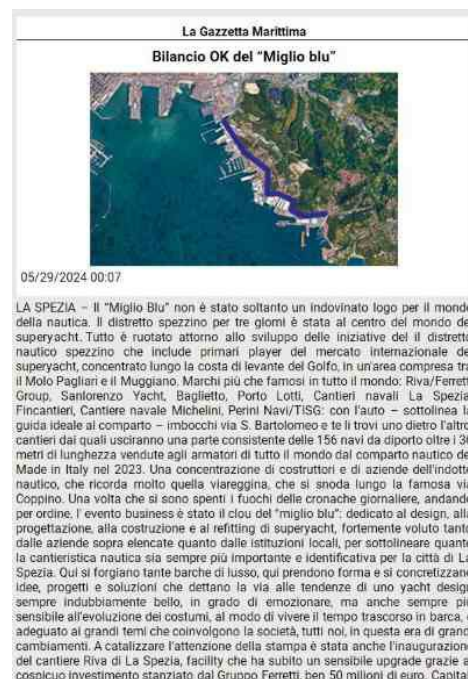 La Gazzetta Marittima
Bilancio OK del "Miglio blu"
05/29/2024 00:07
LA SPEZIA – Il "Miglio Blu" non è stato soltanto un indovinato logo per il mondo
della nautica. Il distretto spezzino per tre giorni è stata al centro del mondo de
superyacht. Tutto è ruotato attorno allo sviluppo delle iniziative del il distretto
nautico spezzino che include primari player del mercato internazionale de
superyacht, concentrato lungo la costa di levante del Golfo, in un'area compresa tra
il Molo Pagliari e il Muggiano. Marchi più che famosi in tutto il mondo: Riva/Ferretti
Group, Sanlorenzo Yacht, Baglietto, Porto Lotti, Cantieri navali La Spezia
Fincantieri, Cantiere navale Michelini, Perini Navi/TISG: con l'auto – sottolinea la
guida ideale al comparto – imbocchi via S. Bartolomeo e te li trovi uno dietro l'altro
cantieri dai quali usciranno una parte consistente delle 156 navi da diporto oltre i 30
metri di lunghezza vendute agli armatori di tutto il mondo dal comparto nautico de
Made in Italy nel 2023. Una concentrazione di costruttori e di aziende dell'indotto
nautico, che ricorda molto quella viareggina, che si snoda lungo la famosa via
Coppino. Una volta che si sono spenti i fuochi delle cronache giornaliere, andando
per ordine, l' evento business è stato il clou del "miglio blu": dedicato al design, alla
progettazione, alla costruzione e al refitting di superyacht, fortemente voluto tanto
dalle aziende sopra elencate quanto dalle istituzioni locali, per sottolineare quanto
la cantieristica nautica sia sempre più importante e identificativa per la città di La
Spezia. Qui si forgiano tante barche di lusso, qui prendono forma e si concretizzano
idee, progetti e soluzioni che dettano la via alle tendenze di uno yacht design
sempre indubbiamente bello, in grado di emozionare, ma anche sempre più
sensibile all'evoluzione dei costumi, al modo di vivere il tempo trascorso in barca, e
adeguato ai grandi temi che coinvolgono la società, tutti noi, in questa era di grandi
cambiamenti. A catalizzare l'attenzione della stampa è stata anche l'inaugurazione
del cantiere Riva di La Spezia, facility che ha subito un sensibile upgrade grazie a
cospicuo investimento stanziato dal Gruppo Ferretti, ben 50 milioni di euro. Capital